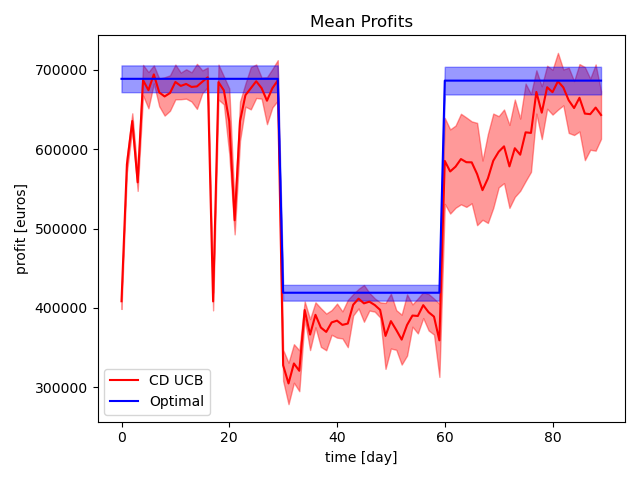 Mean Profits
profit [euros]
700000
600000
500000
400000
300000
CD UCB
Optimal
0
20
40
60
80
time [day]